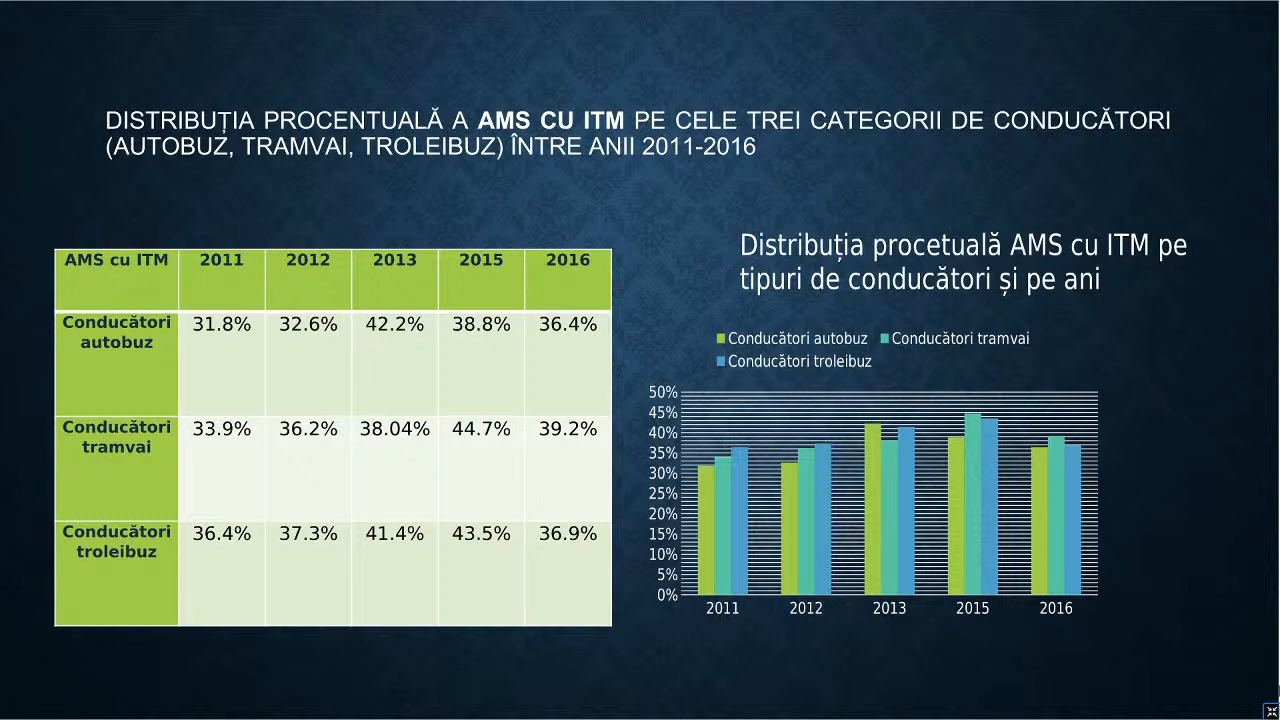 DISTRIBUȚIA PROCENTUALĂ A AMS CU ITM PE CELE TREI CATEGORII DE CONDUCĂTORI
(AUTOBUZ, TRAMVAI, TROLEIBUZ) ÎNTRE ANII 2011-2016
AMS cu ITM 2011 2012 2013 2015 2016
Conducători autobuz 31.8% 32.6% 42.2% 38.8% 36.4%
Conducători tramvai 33.9% 36.2% 38.04% 44.7% 39.2%
Conducători troleibuz 36.4% 37.3% 41.4% 43.5% 36.9%
Distribuția procetuală AMS cu ITM pe
tipuri de conducători și pe ani
Conducători autobuz Conducători tramvai
Conducători troleibuz
50%
45%
40%
35%
30%
25%
20%
15%
10%
5%
0%
2011 2012 2013 2015 2016